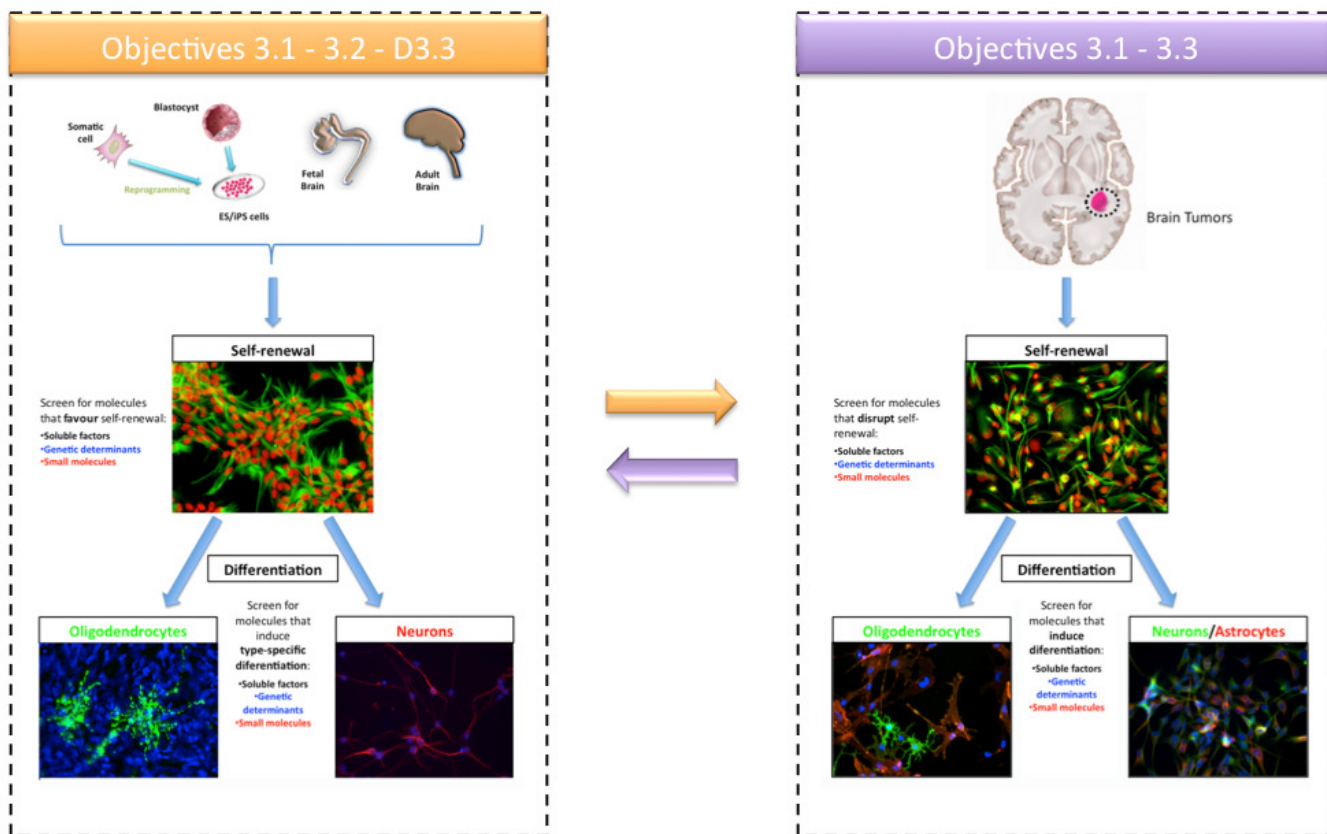 Objectives 3.1 - 3.2 - D3.3
Blastocyst
Somatic
cell
Reprogramming
ES/iPS cells
Fetal
Brain
Adult
Brain
Self-renewal
Screen for molecules
that favour self-renewal:
•Soluble factors
•Genetic determinants
•Small molecules
Differentiation
Oligodendrocytes
Screen for
molecules that
induce
type-specific
diferentiation:
•Soluble factors
•Genetic
determinants
•Small molecules
Neurons
Objectives 3.1 - 3.3
Brain Tumors
Self-renewal
Screen for molecules
that disrupt self-
renewal:
•Soluble factors
•Genetic determinants
•Small molecules
Differentiation
Oligodendrocytes
Screen for
molecules that
induce
diferentiation:
•Soluble factors
•Genetic
determinants
•Small molecules
Neurons/Astrocytes